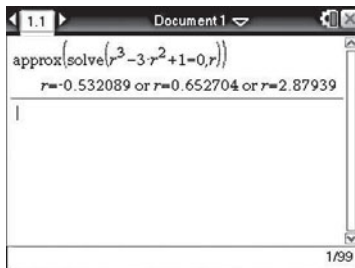 1.1 Document1
approx(solve(r³-3·r²+1=0,r))
r=-0.532089 or r=0.652704 or r=2.87939
1/99